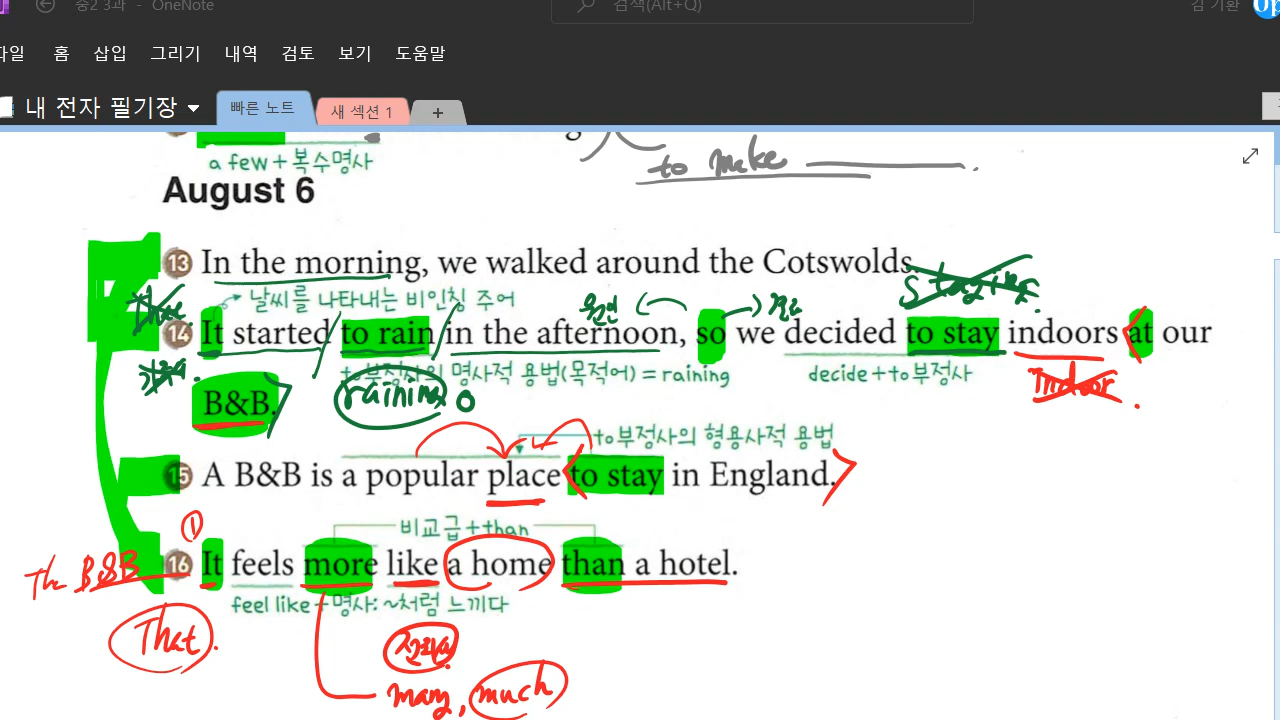 중2 3과 - OneNote
검색(Alt+Q)
김 기환
파일 홈 삽입 그리기 내역 검토 보기 도움말
내 전자 필기장 빠른 노트 새 섹션 1 +
a few + 복수명사
to make
August 6
13 In the morning, we walked around the Cotswolds.
날씨를 나타내는 비인칭 주어
staying
14 It started to rain in the afternoon, so we decided to stay indoors at our
to부정사의 명사적 용법(목적어) = raining
decide + to부정사
indoor
B&B.
raining O
to부정사의 형용사적 용법
15 A B&B is a popular place to stay in England.
비교급 + than
①
The B&B
16 It feels more like a home than a hotel.
feel like + 명사: ~처럼 느끼다
That.
many, much